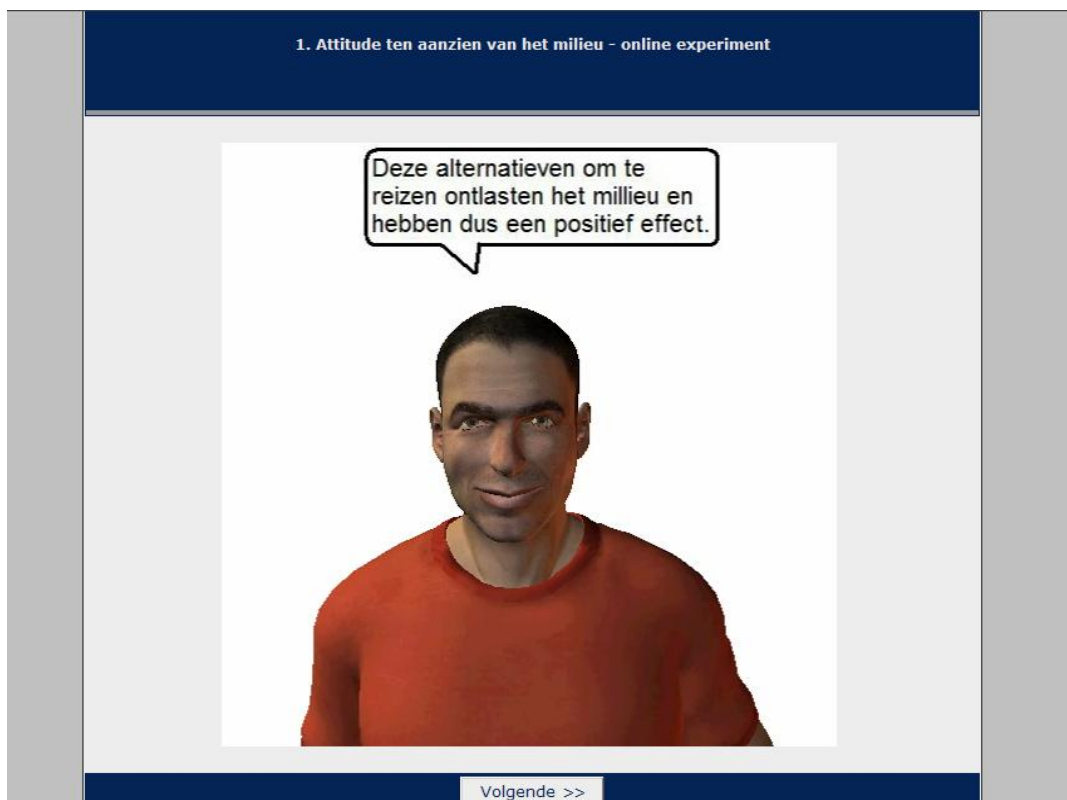 1. Attitude ten aanzien van het milieu - online experiment
Deze alternatieven om te
reizen ontlasten het millieu en
hebben dus een positief effect.
Volgende >>